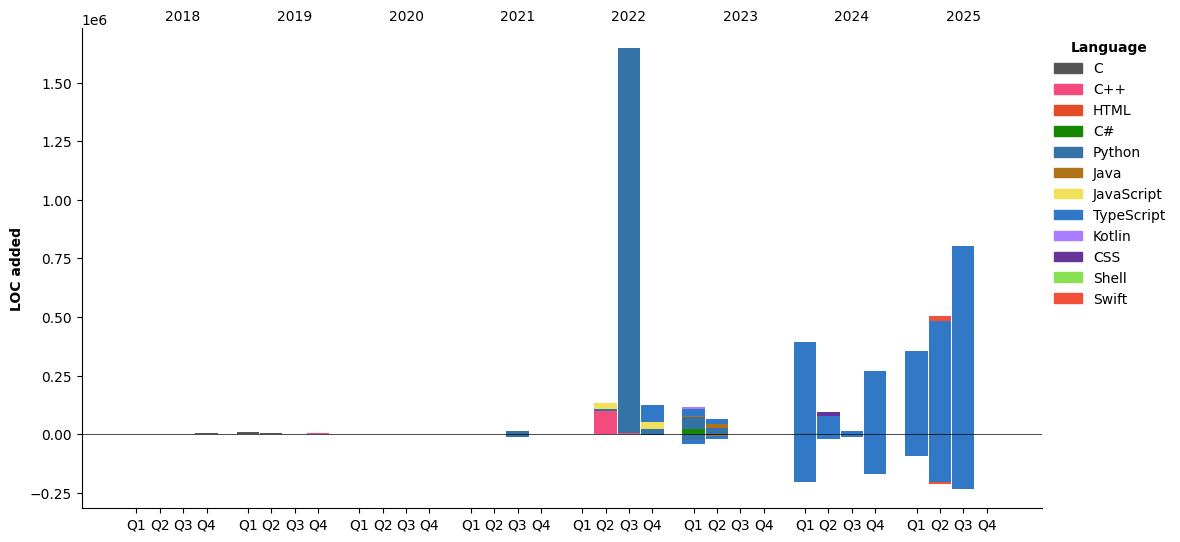 1e6
2018 2019 2020 2021 2022 2023 2024 2025
Language
C
C++
HTML
C#
Python
Java
JavaScript
TypeScript
Kotlin
CSS
Shell
Swift
LOC added
1.50
1.25
1.00
0.75
0.50
0.25
0.00
−0.25
Q1 Q2 Q3 Q4 Q1 Q2 Q3 Q4 Q1 Q2 Q3 Q4 Q1 Q2 Q3 Q4 Q1 Q2 Q3 Q4 Q1 Q2 Q3 Q4 Q1 Q2 Q3 Q4 Q1 Q2 Q3 Q4